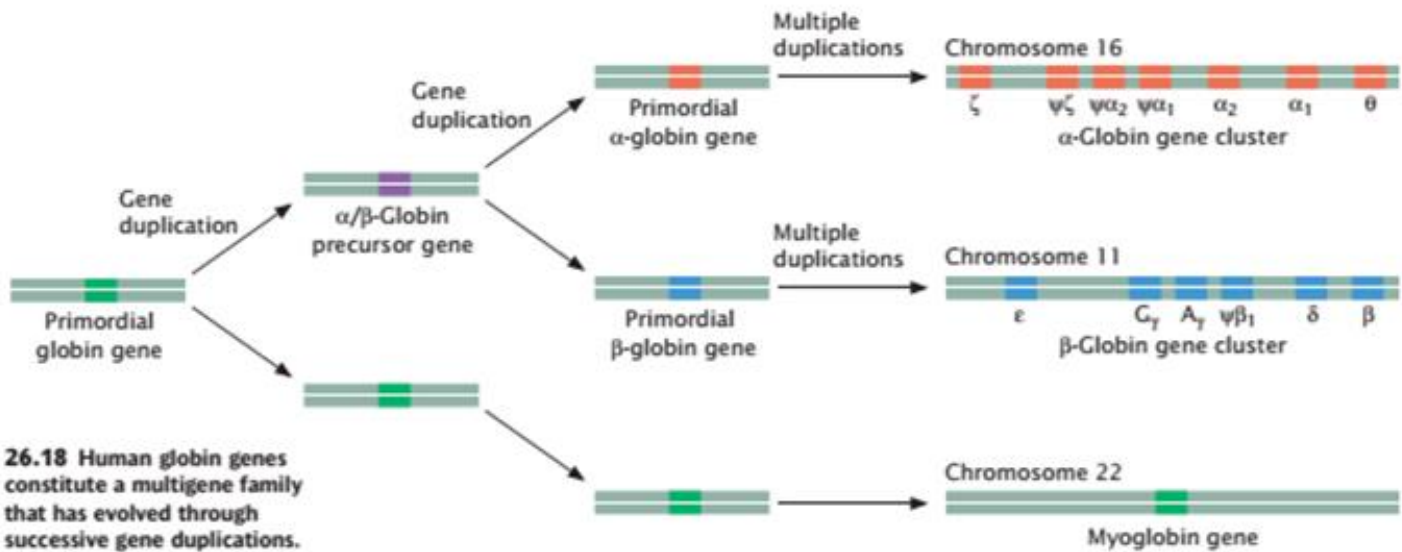 Multiple
duplications
Chromosome 16
Gene
duplication
Primordial
α-globin gene
ζ ψζ ψα₂ ψα₁ α₂ α₁ θ
α-Globin gene cluster
Gene
duplication
α/β-Globin
precursor gene
Multiple
duplications
Chromosome 11
Primordial
globin gene
Primordial
β-globin gene
ε Gᵧ Aᵧ ψβ₁ δ β
β-Globin gene cluster
26.18 Human globin genes
constitute a multigene family
that has evolved through
successive gene duplications.
Chromosome 22
Myoglobin gene